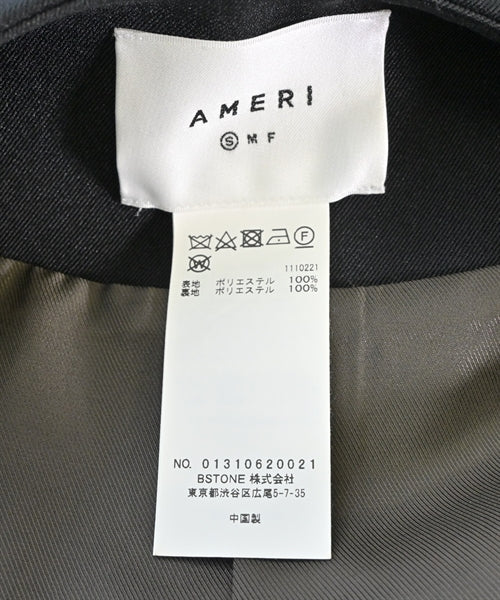 AMERI
S M F
F
W
1110221
表地 ポリエステル 100%
裏地 ポリエステル 100%
NO. 01310620021
BSTONE 株式会社
東京都渋谷区広尾5-7-35
中国製